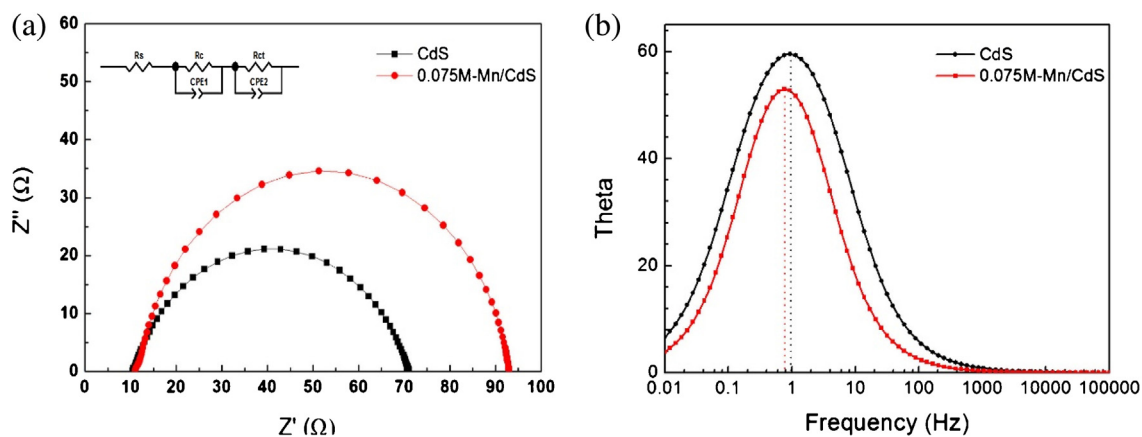 (a)
60
50
40
30
20
10
0
Z'' (Ω)
Rs
Rc
Rct
CPE1
CPE2
CdS
0.075M-Mn/CdS
0 10 20 30 40 50 60 70 80 90 100
Z' (Ω)
(b)
60
40
20
0
Theta
CdS
0.075M-Mn/CdS
0.01 0.1 1 10 100 1000 10000 100000
Frequency (Hz)